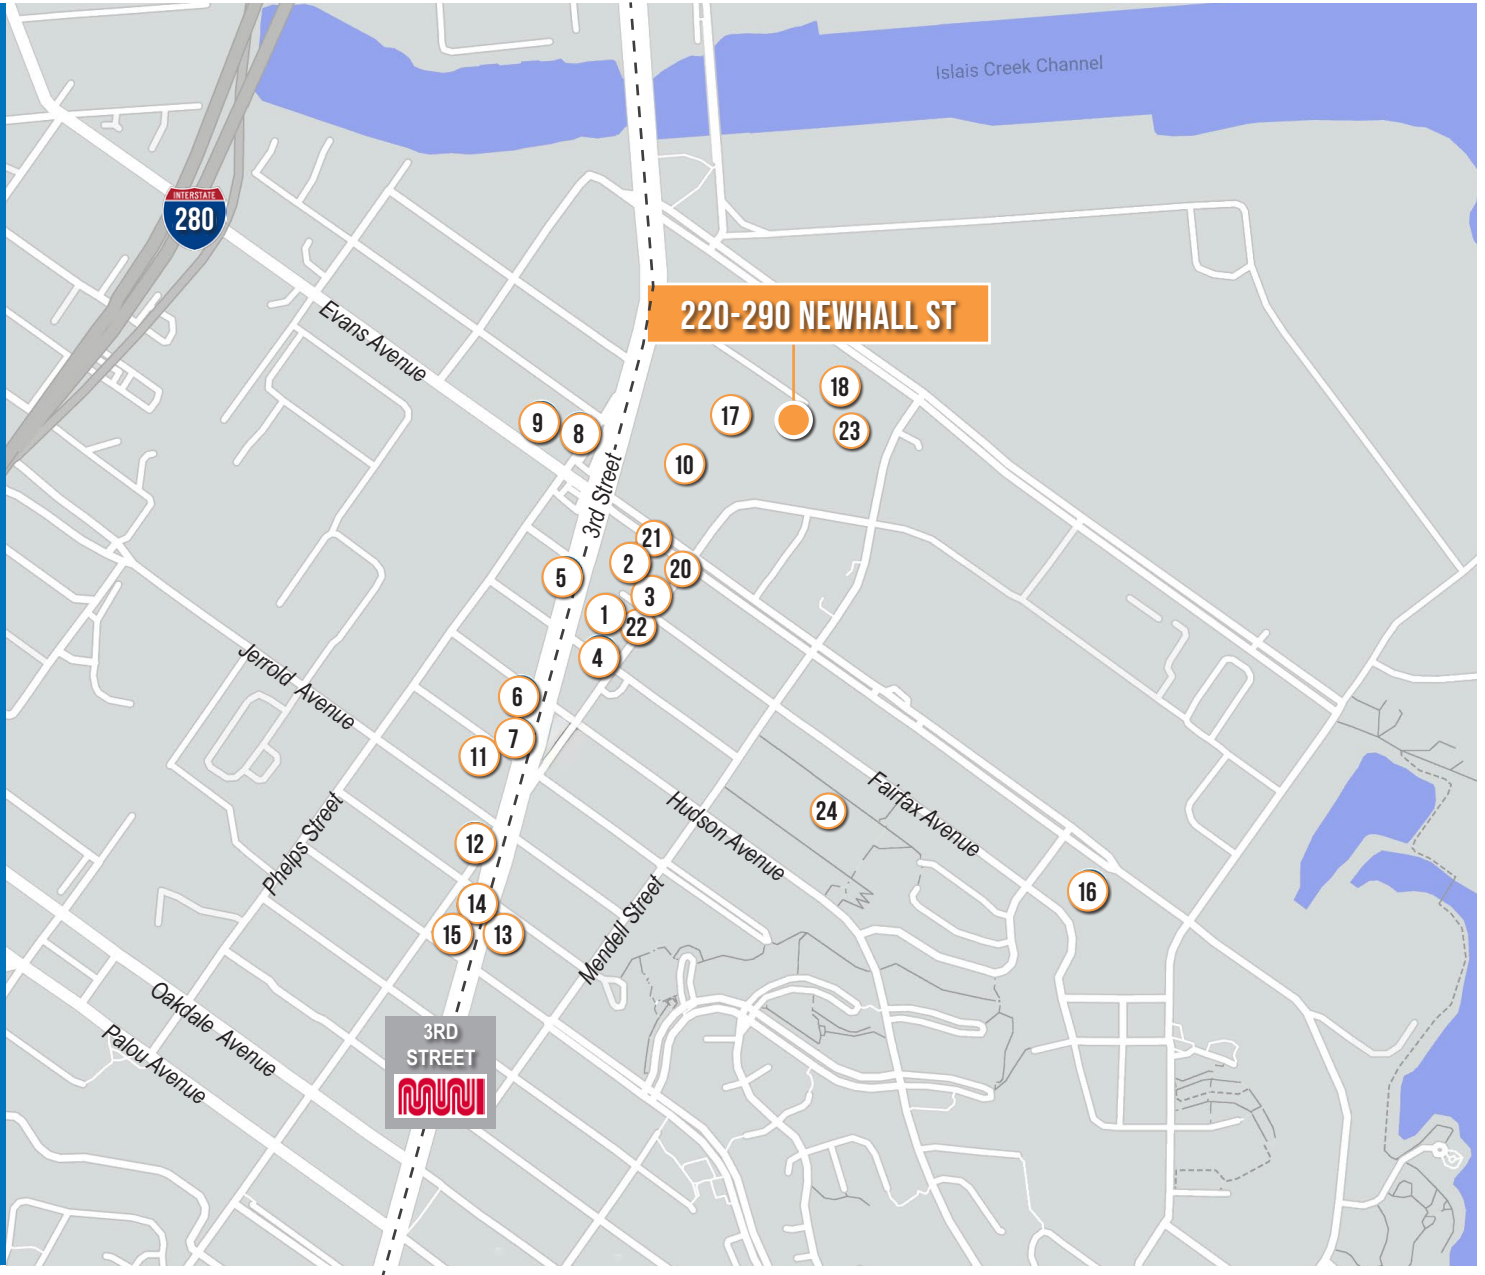 Islais Creek Channel
INTERSTATE
280
220-290 NEWHALL ST
Evans Avenue
18
17
23
9
8
10
3rd Street
21
2
20
5
3
1
22
4
Jerrold Avenue
6
7
11
24
Fairfax Avenue
Hudson Avenue
12
Phelps Street
16
14
15
13
Mendell Street
Oakdale Avenue
Palou Avenue
3RD
STREET
MUNI